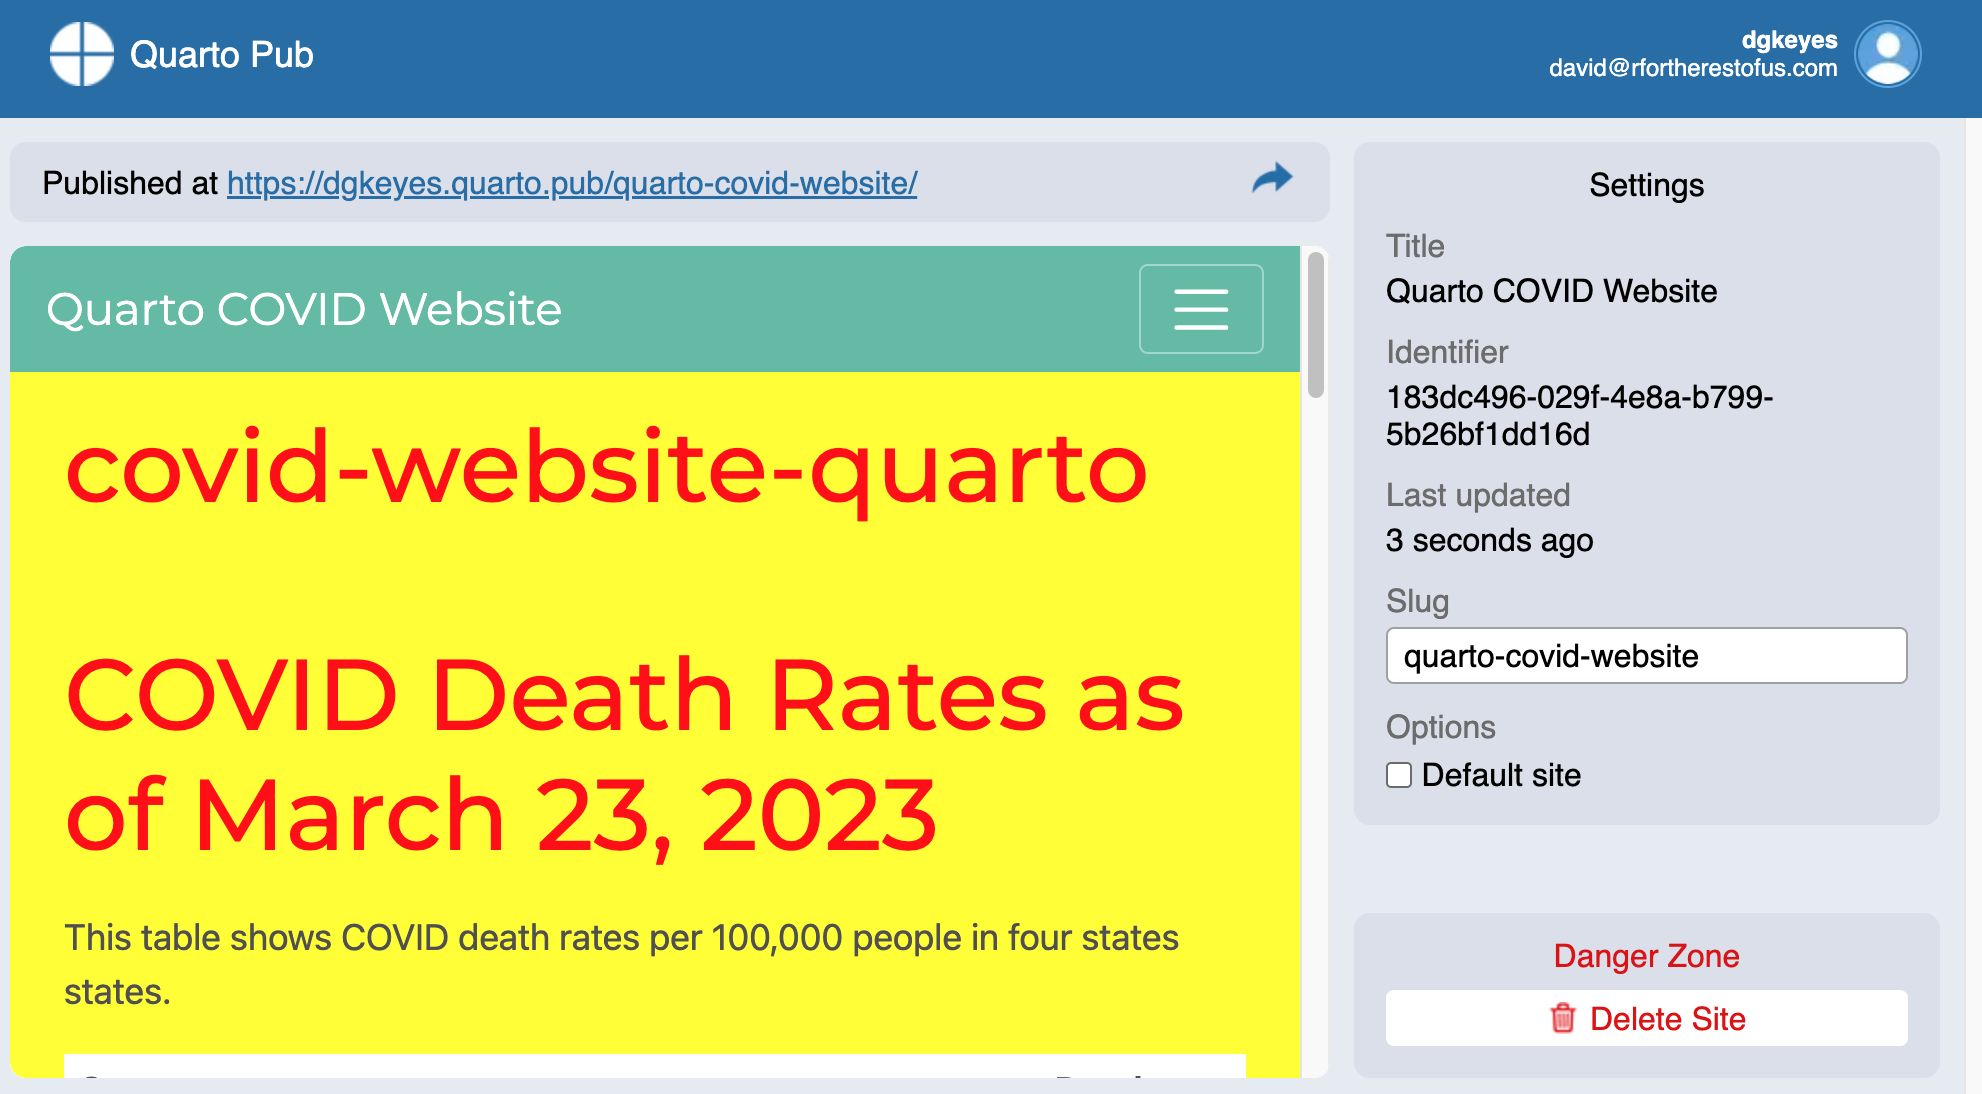 Quarto Pub
dgkeyes
david@rfortherestofus.com
Published at https://dgkeyes.quarto.pub/quarto-covid-website/
Quarto COVID Website
covid-website-quarto
COVID Death Rates as
of March 23, 2023
This table shows COVID death rates per 100,000 people in four states
states.
Settings
Title
Quarto COVID Website
Identifier
183dc496-029f-4e8a-b799-
5b26bf1dd16d
Last updated
3 seconds ago
Slug
quarto-covid-website
Options
Default site
Danger Zone
Delete Site